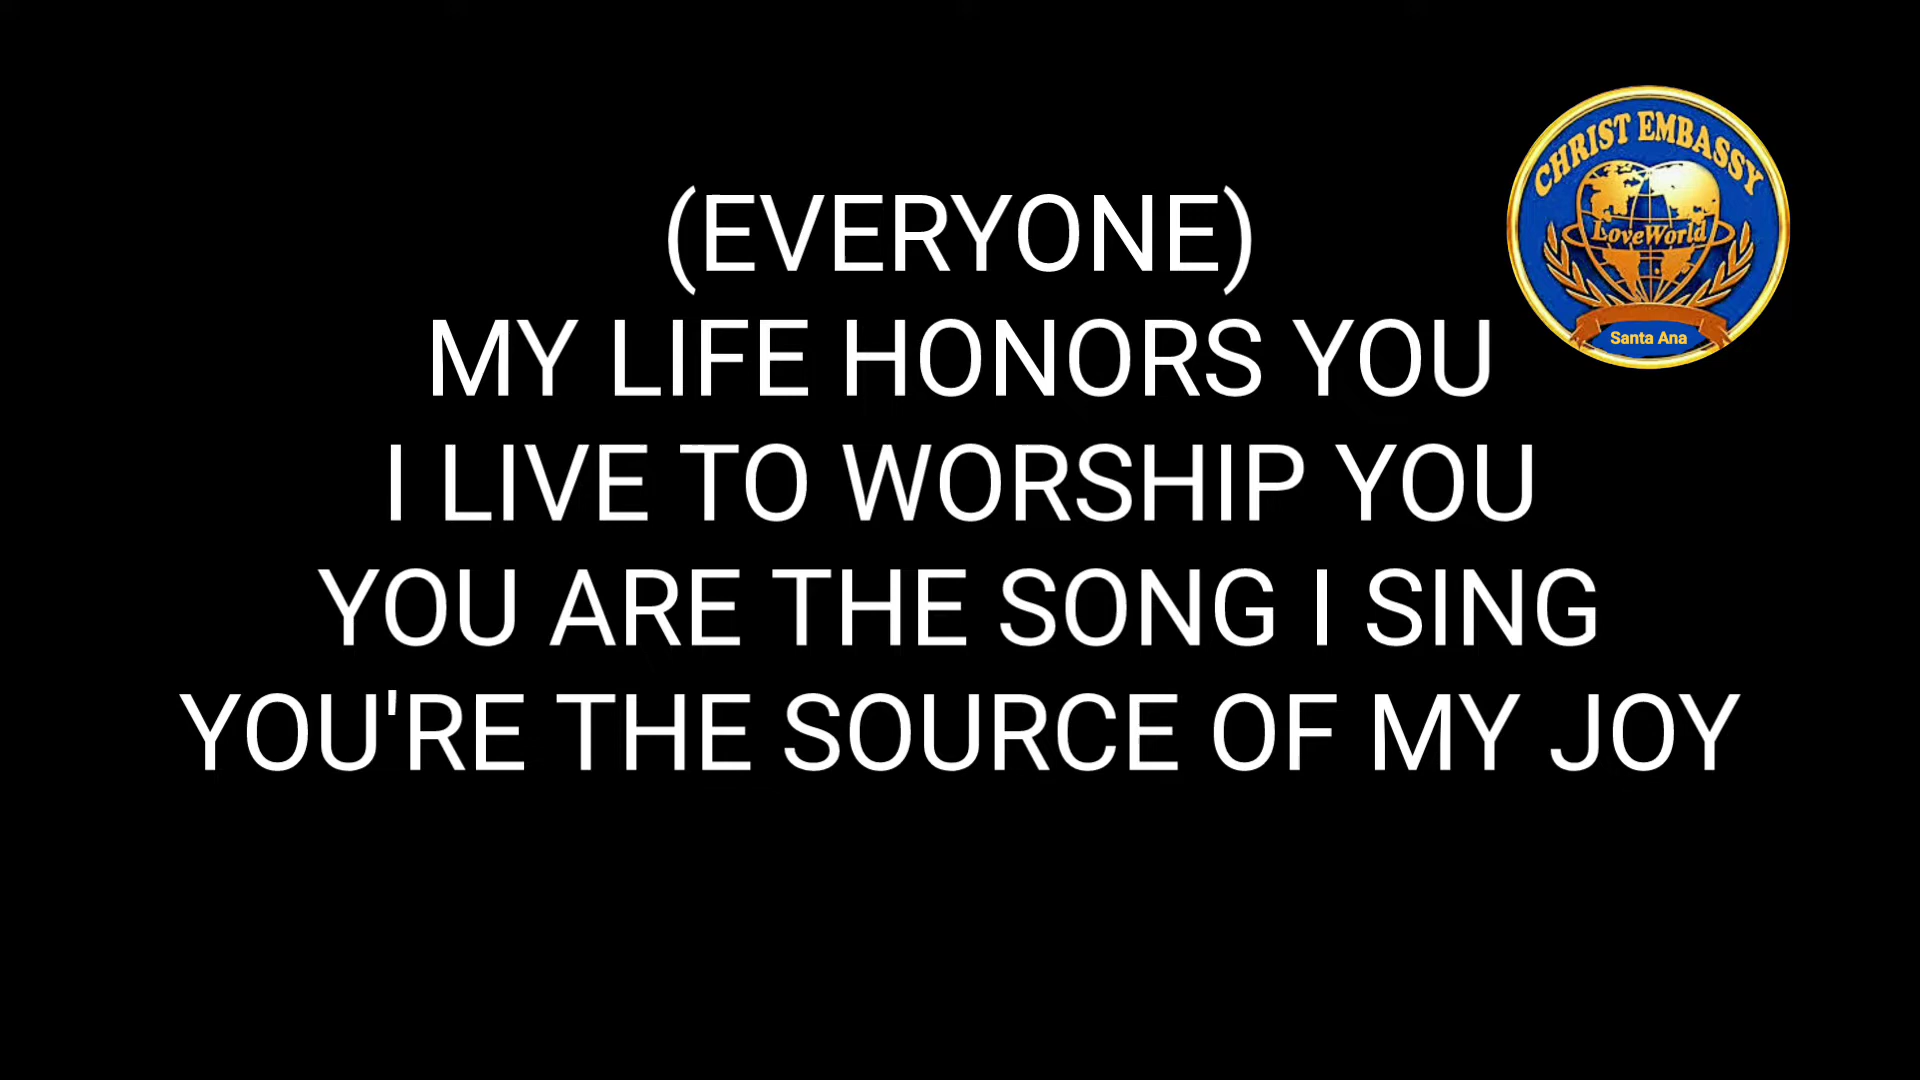 (EVERYONE)
MY LIFE HONORS YOU
I LIVE TO WORSHIP YOU
YOU ARE THE SONG I SING
YOU'RE THE SOURCE OF MY JOY
CHRIST EMBASSY
LoveWorld
Santa Ana